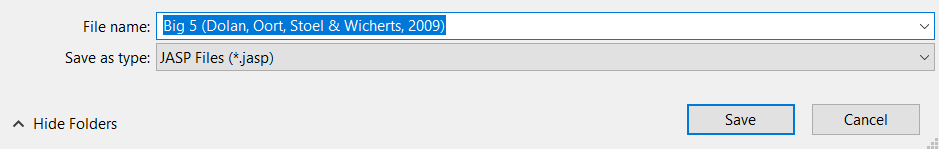 File name: Big 5 (Dolan, Oort, Stoel & Wicherts, 2009)
Save as type: JASP Files (*.jasp)
Hide Folders Save Cancel